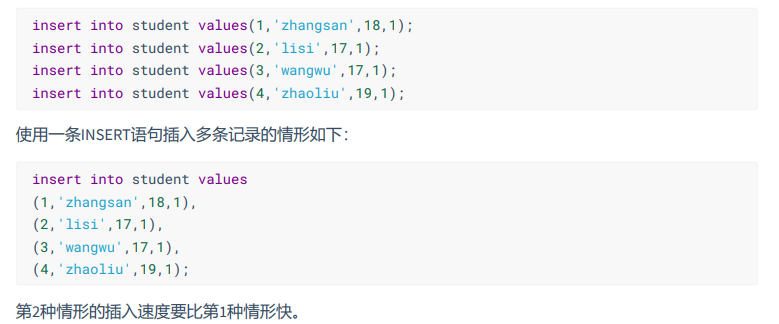 insert into student values(1,'zhangsan',18,1);
insert into student values(2,'lisi',17,1);
insert into student values(3,'wangwu',17,1);
insert into student values(4,'zhaoliu',19,1);
使用一条INSERT语句插入多条记录的情形如下：
insert into student values
(1,'zhangsan',18,1),
(2,'lisi',17,1),
(3,'wangwu',17,1),
(4,'zhaoliu',19,1);
第2种情形的插入速度要比第1种情形快。